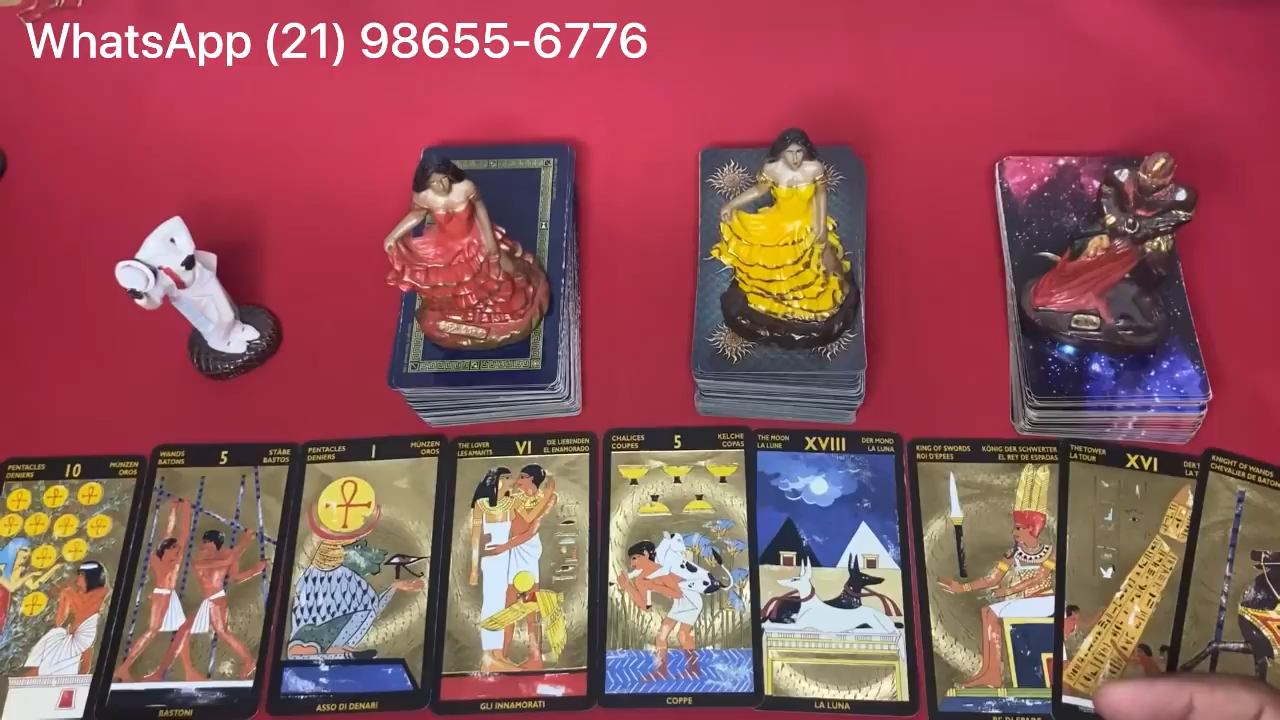 WhatsApp (21) 98655-6776
PENTACLES
DENIERS
10
MÜNZEN
OROS
WANDS
BATONS
5
STÄBE
BASTOS
BASTONI
PENTACLES
DENIERS
I
MÜNZEN
OROS
ASSO DI DENARI
THE LOVER
LES AMANTS
VI
DIE LIEBENDEN
EL ENAMORADO
GLI INNAMORATI
CHALICES
COUPES
5
KELCHE
COPAS
COPPE
THE MOON
LA LUNE
XVIII
DER MOND
LA LUNA
LA LUNA
KING OF SWORDS
ROI D'EPEES
KÖNIG DER SCHWERTER
EL REY DE ESPADAS
THE TOWER
LA TOUR
XVI
KNIGHT OF WANDS
CHEVALIER DE BATON